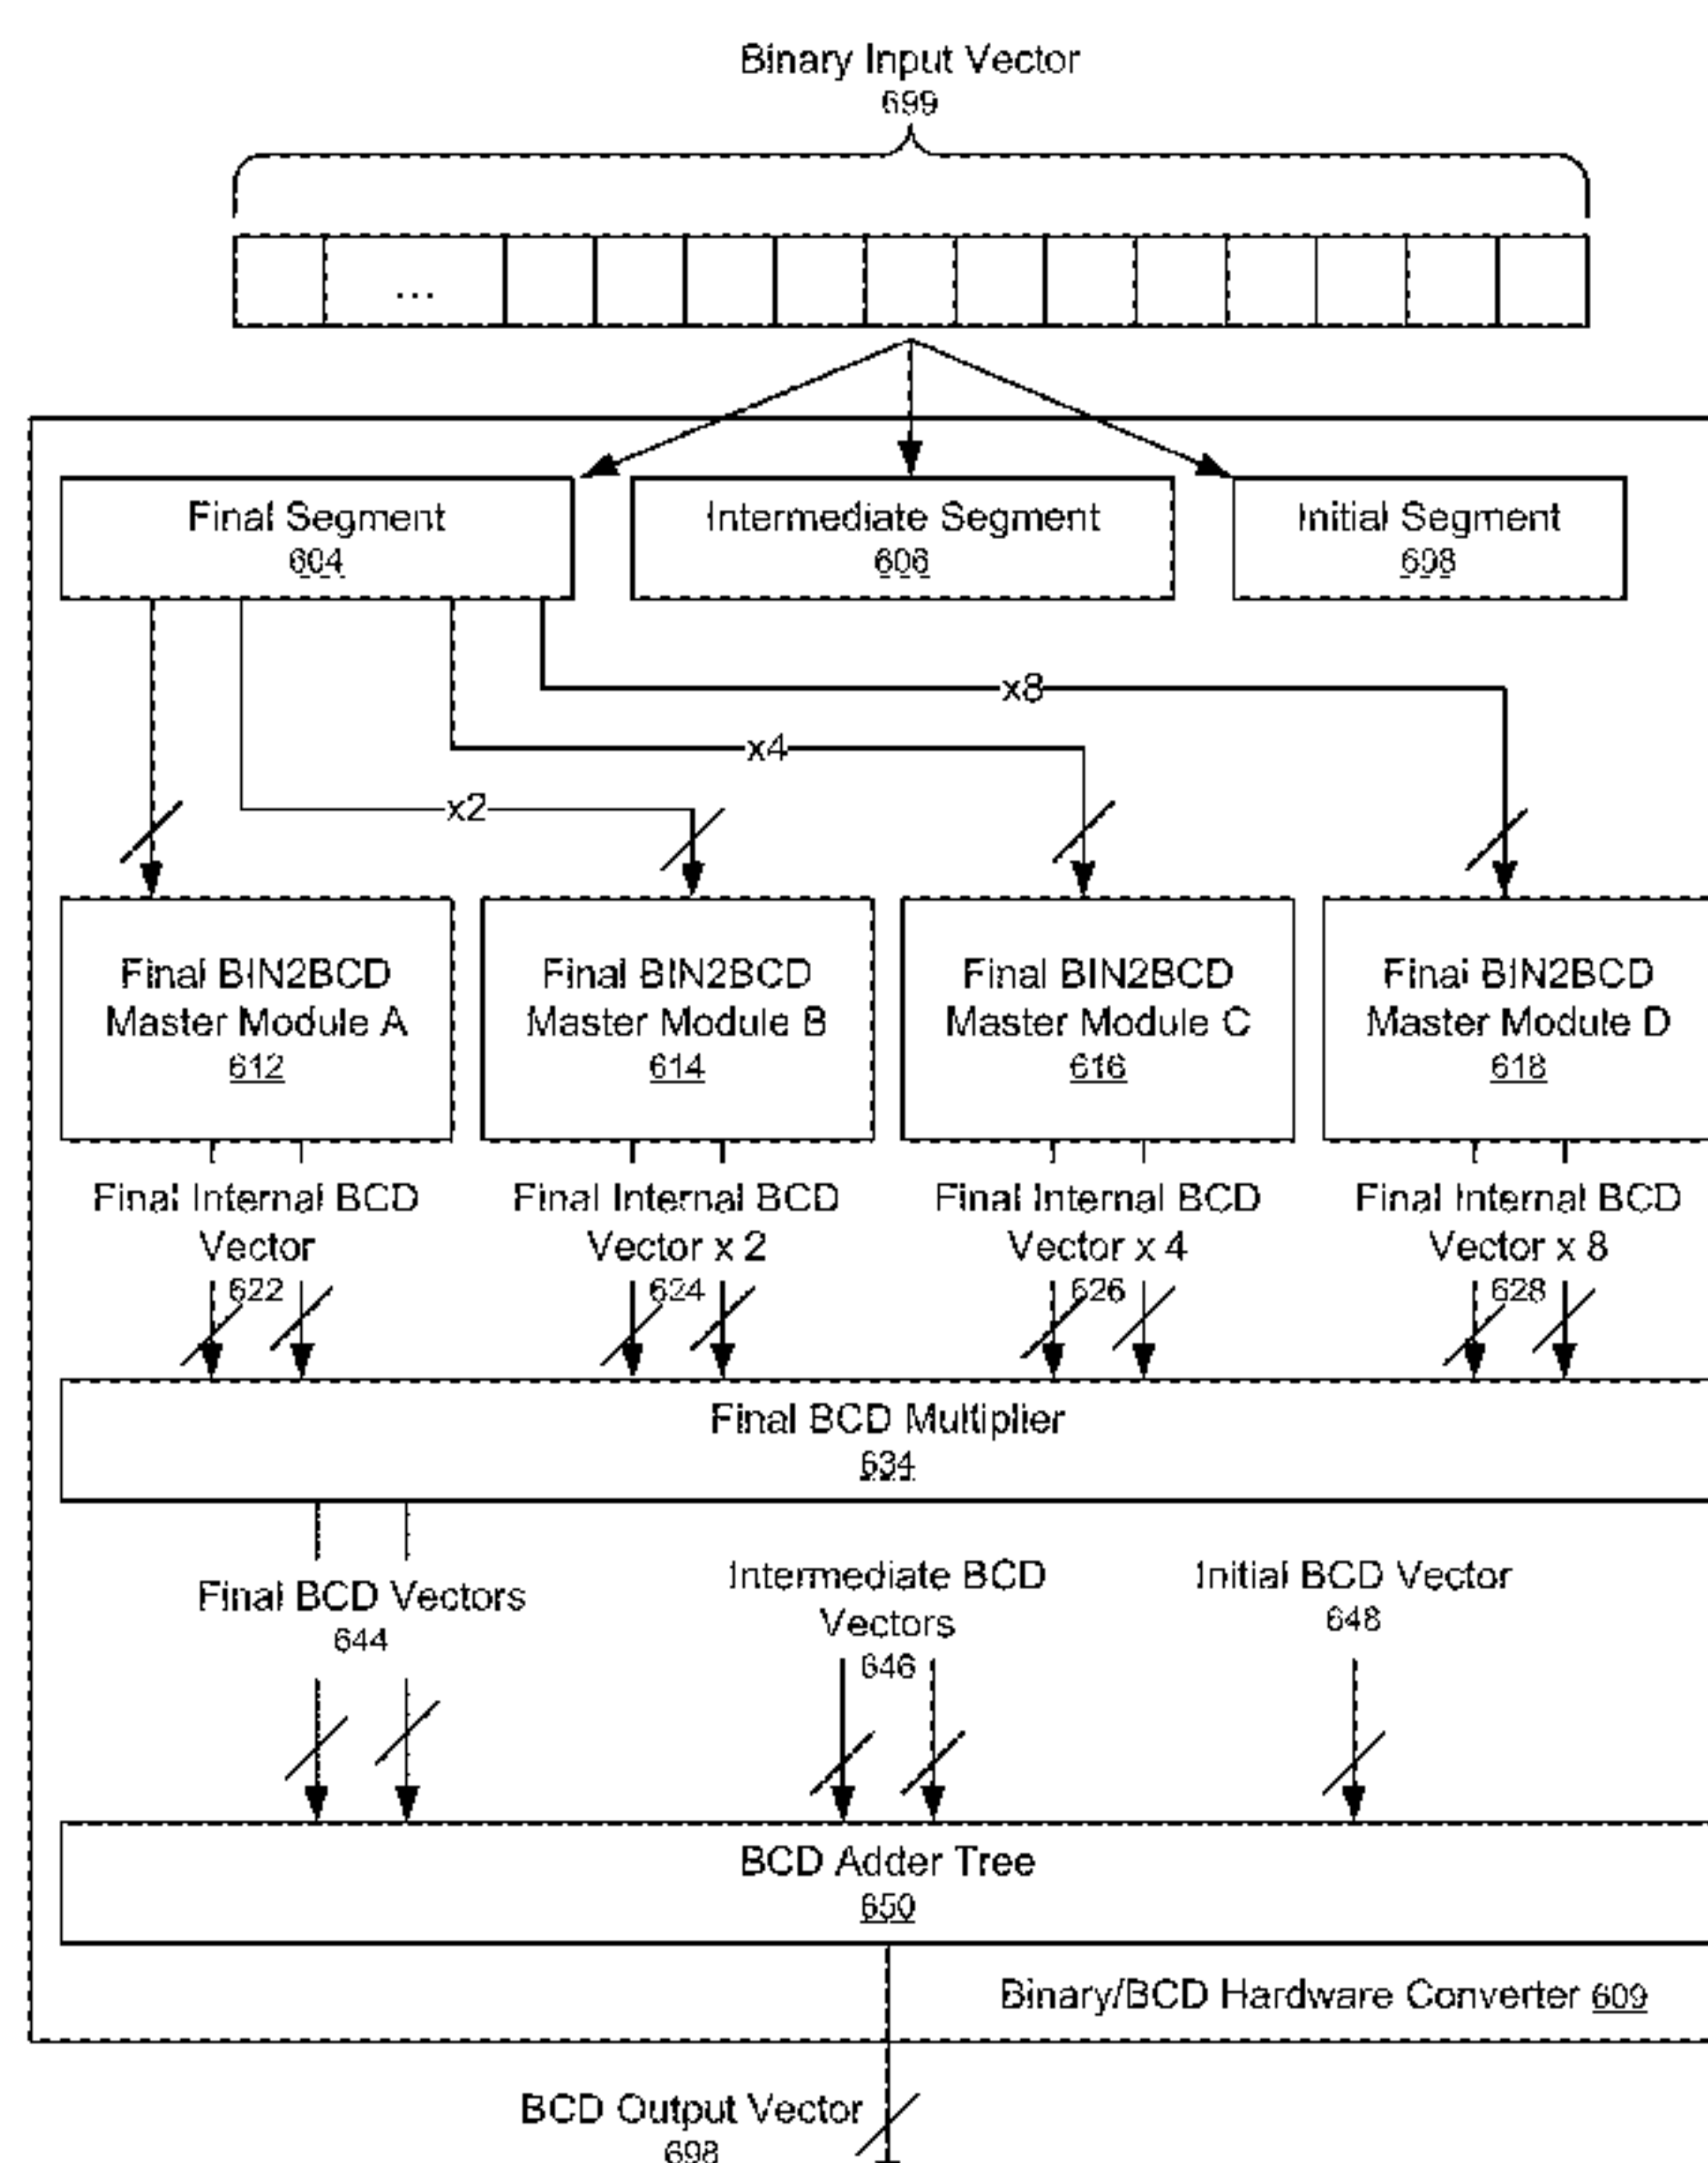 Binary Input Vector
699
...
Final Segment
604
Intermediate Segment
606
Initial Segment
608
x8
x4
x2
Final BIN2BCD
Master Module A
612
Final BIN2BCD
Master Module B
614
Final BIN2BCD
Master Module C
616
Final BIN2BCD
Master Module D
618
Final Internal BCD
Vector
622
Final Internal BCD
Vector x 2
624
Final Internal BCD
Vector x 4
626
Final Internal BCD
Vector x 8
628
Final BCD Multiplier
634
Final BCD Vectors
644
Intermediate BCD
Vectors
646
Initial BCD Vector
648
BCD Adder Tree
650
Binary/BCD Hardware Converter 609
BCD Output Vector
698